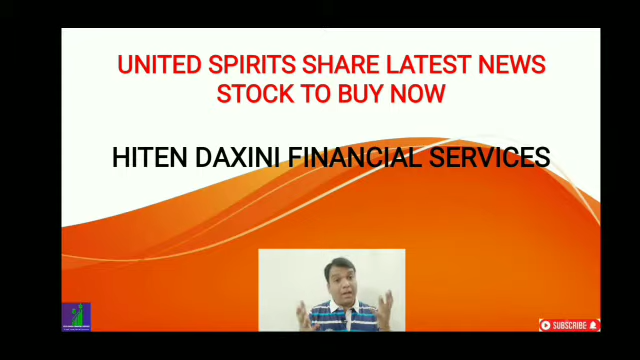 UNITED SPIRITS SHARE LATEST NEWS
STOCK TO BUY NOW
HITEN DAXINI FINANCIAL SERVICES
SUBSCRIBE